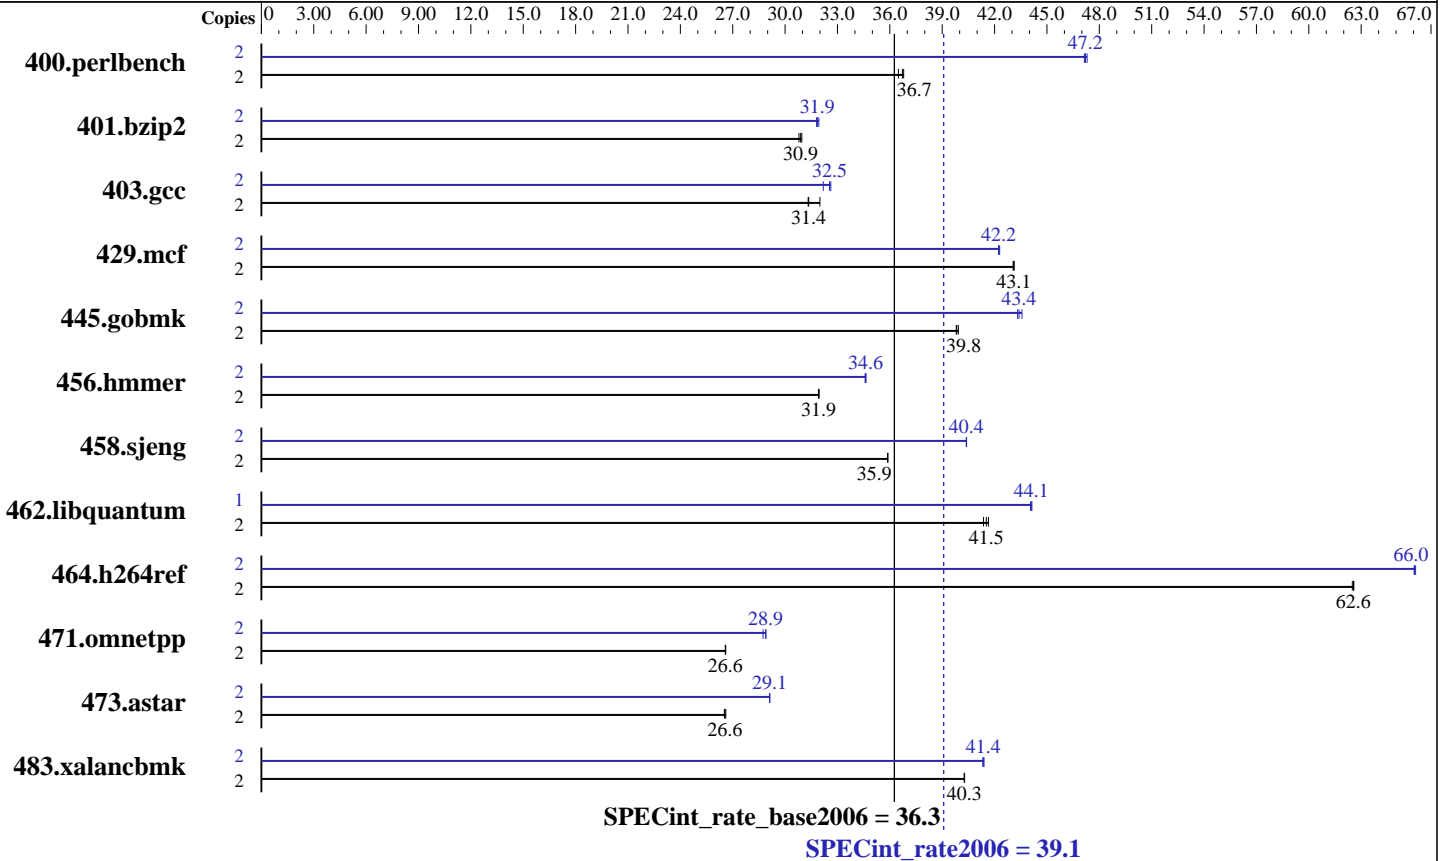 Copies 0 3.00 6.00 9.00 12.0 15.0 18.0 21.0 24.0 27.0 30.0 33.0 36.0 39.0 42.0 45.0 48.0 51.0 54.0 57.0 60.0 63.0 67.0
400.perlbench 2 47.2
2 36.7
401.bzip2 2 31.9
2 30.9
403.gcc 2 32.5
2 31.4
429.mcf 2 42.2
2 43.1
445.gobmk 2 43.4
2 39.8
456.hmmer 2 34.6
2 31.9
458.sjeng 2 40.4
2 35.9
462.libquantum 1 44.1
2 41.5
464.h264ref 2 66.0
2 62.6
471.omnetpp 2 28.9
2 26.6
473.astar 2 29.1
2 26.6
483.xalancbmk 2 41.4
2 40.3
SPECint_rate_base2006 = 36.3
SPECint_rate2006 = 39.1